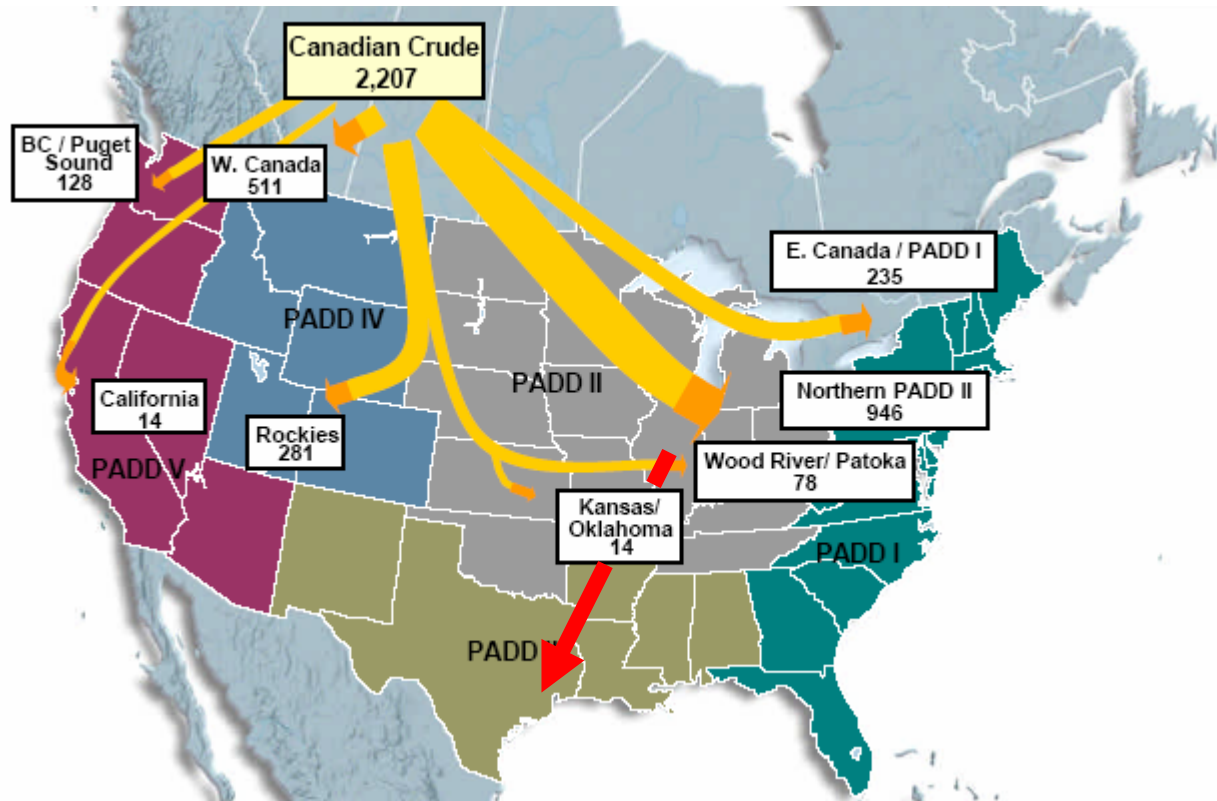 Canadian Crude
2,207
BC / Puget
Sound
128
W. Canada
511
E. Canada / PADD I
235
PADD IV
PADD II
California
14
Northern PADD II
946
Rockies
281
PADD V
Wood River/ Patoka
78
Kansas/
Oklahoma
14
PADD I
PADD